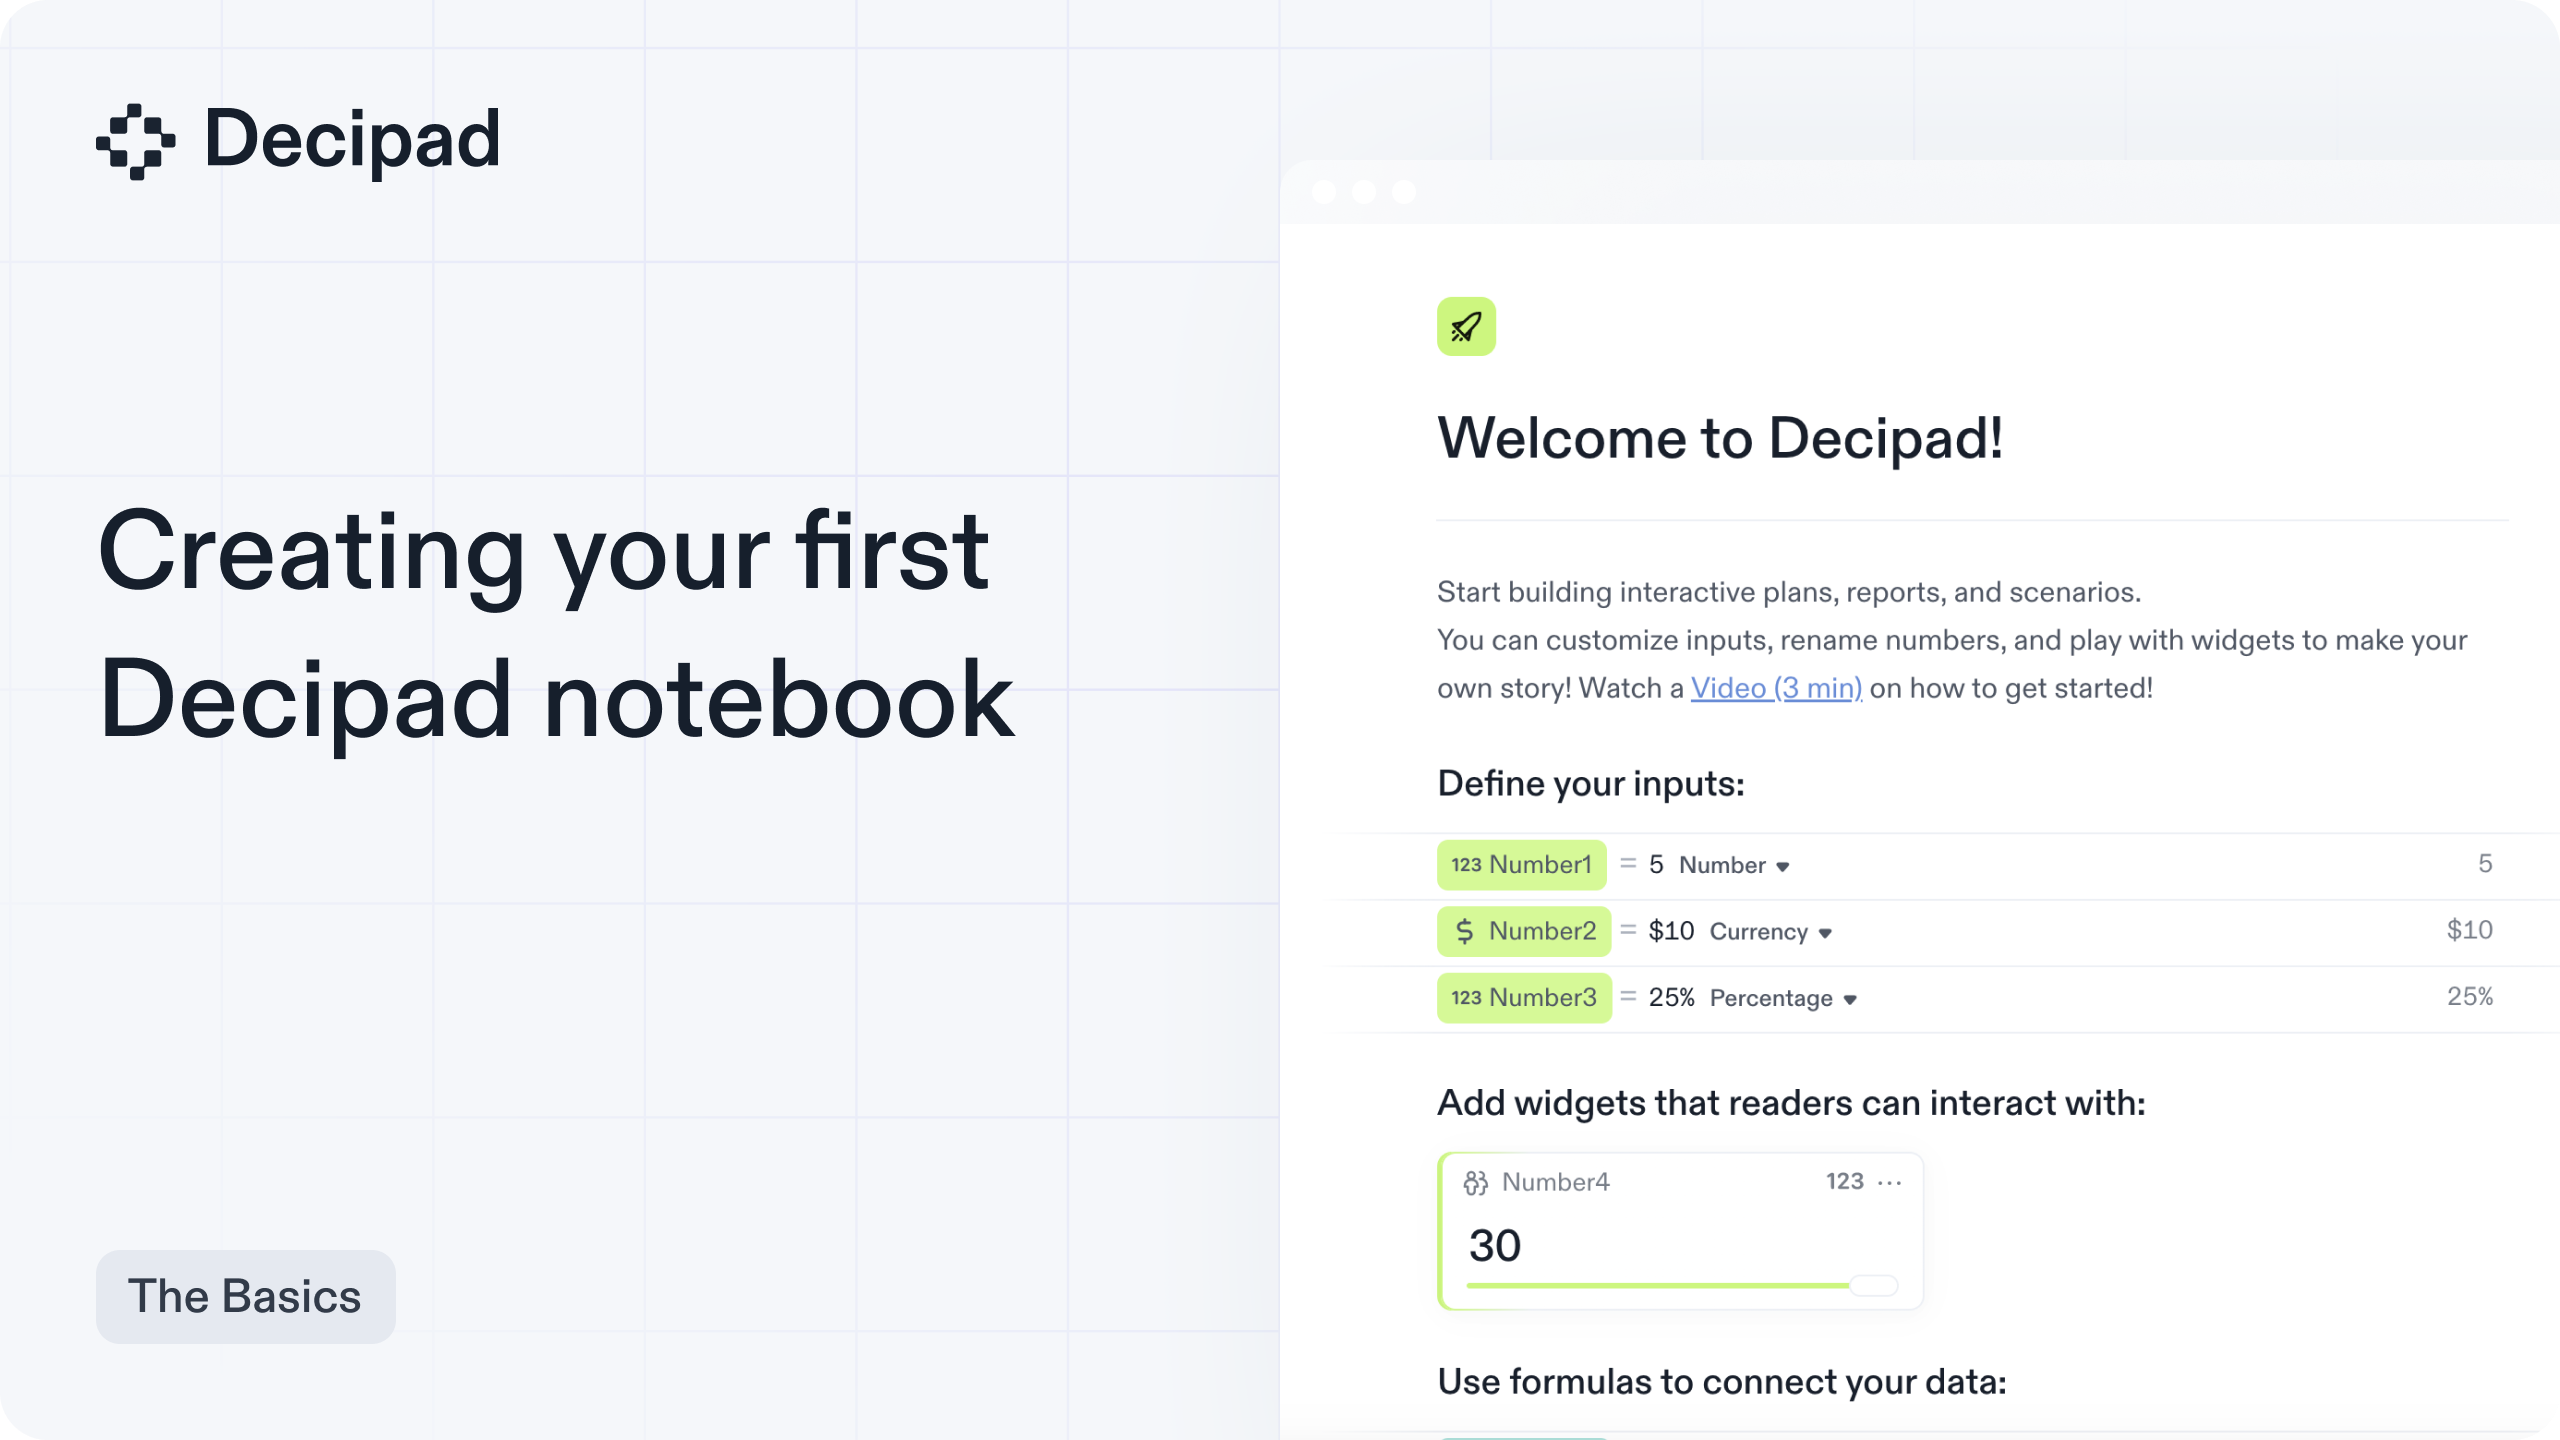 Decipad
Creating your first
Decipad notebook
The Basics
Welcome to Decipad!
Start building interactive plans, reports, and scenarios.
You can customize inputs, rename numbers, and play with widgets to make your
own story! Watch a Video (3 min) on how to get started!
Define your inputs:
123 Number1 = 5 Number 5
$ Number2 = $10 Currency $10
123 Number3 = 25% Percentage 25%
Add widgets that readers can interact with:
Number4 123 ...
30
Use formulas to connect your data: